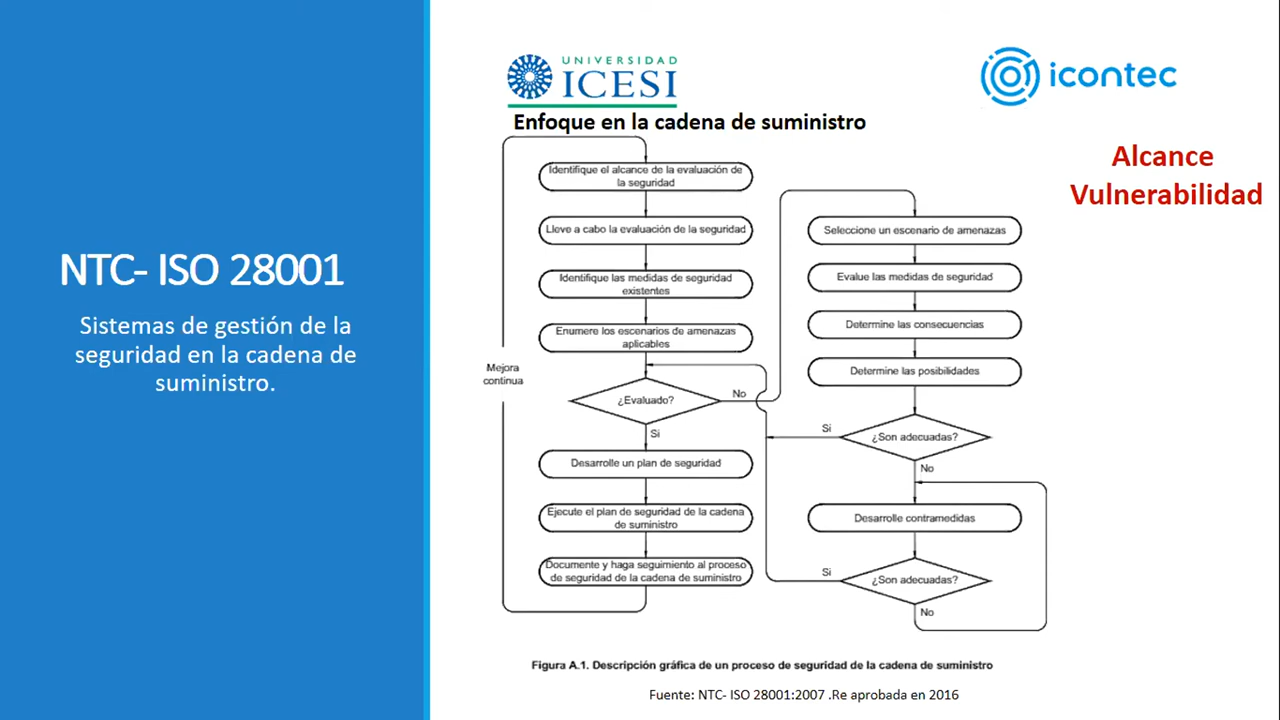 NTC- ISO 28001
Sistemas de gestión de la
seguridad en la cadena de
suministro.
UNIVERSIDAD
ICESI
icontec
Enfoque en la cadena de suministro
Alcance
Vulnerabilidad
Identifique el alcance de la evaluación de
la seguridad
Lleve a cabo la evaluación de la seguridad
Identifique las medidas de seguridad
existentes
Enumere los escenarios de amenazas
aplicables
Mejora
continua
¿Evaluado?
No
Si
Desarrolle un plan de seguridad
Ejecute el plan de seguridad de la cadena
de suministro
Documente y haga seguimiento al proceso
de seguridad de la cadena de suministro
Seleccione un escenario de amenazas
Evalue las medidas de seguridad
Determine las consecuencias
Determine las posibilidades
Si
¿Son adecuadas?
No
Desarrolle contramedidas
Si
¿Son adecuadas?
No
Figura A.1. Descripción gráfica de un proceso de seguridad de la cadena de suministro
Fuente: NTC- ISO 28001:2007 .Re aprobada en 2016